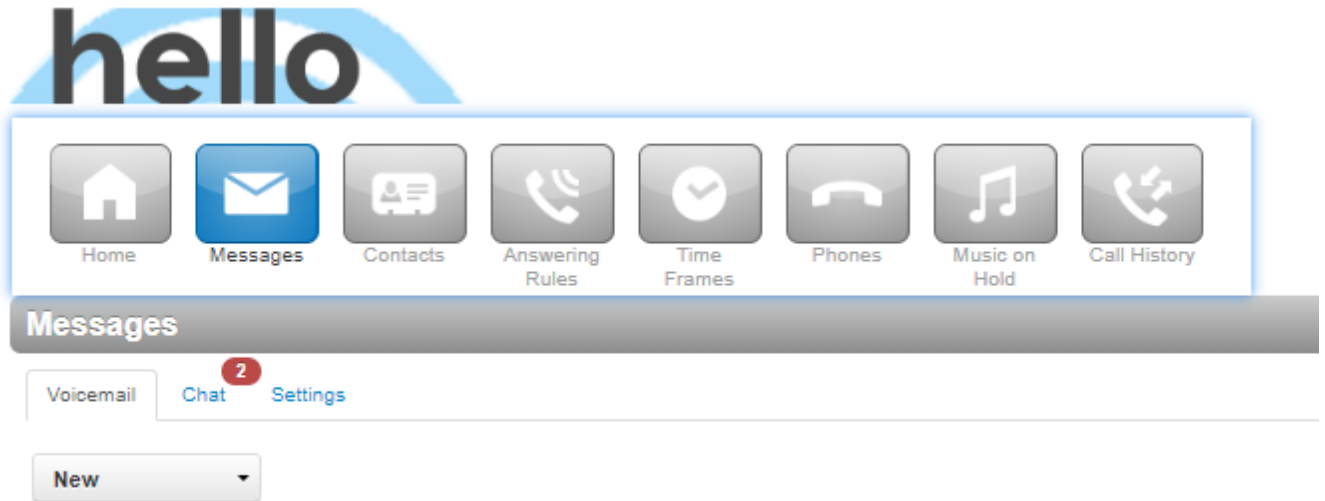 hello
Home
Messages
Contacts
Answering
Rules
Time
Frames
Phones
Music on
Hold
Call History
Messages
Voicemail
Chat
2
Settings
New